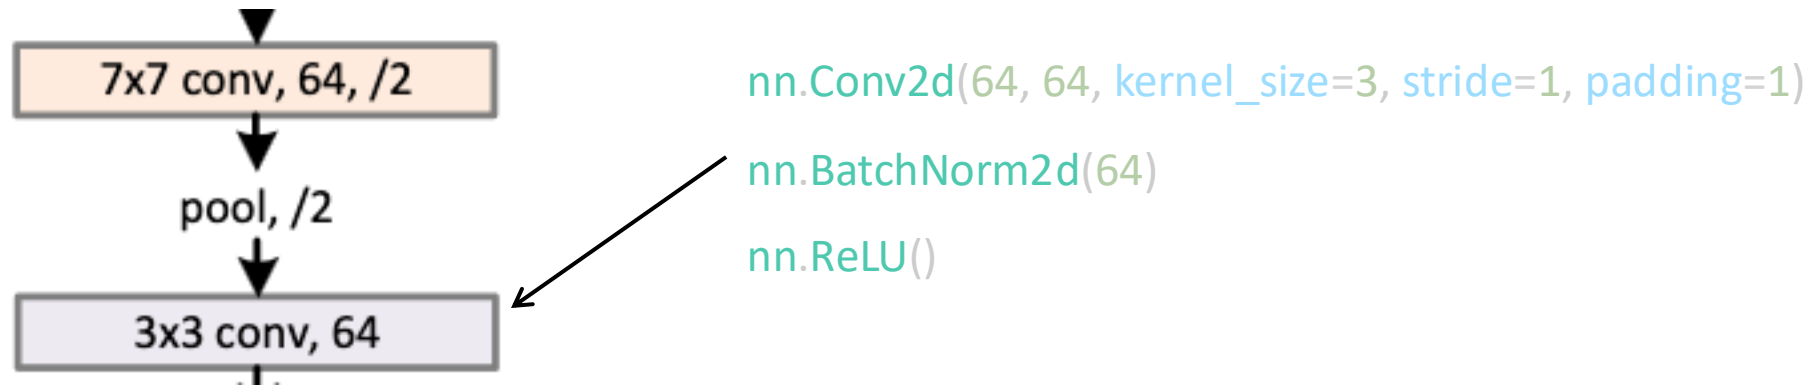 7x7 conv, 64, /2
pool, /2
3x3 conv, 64
nn.Conv2d(64, 64, kernel_size=3, stride=1, padding=1)
nn.BatchNorm2d(64)
nn.ReLU()